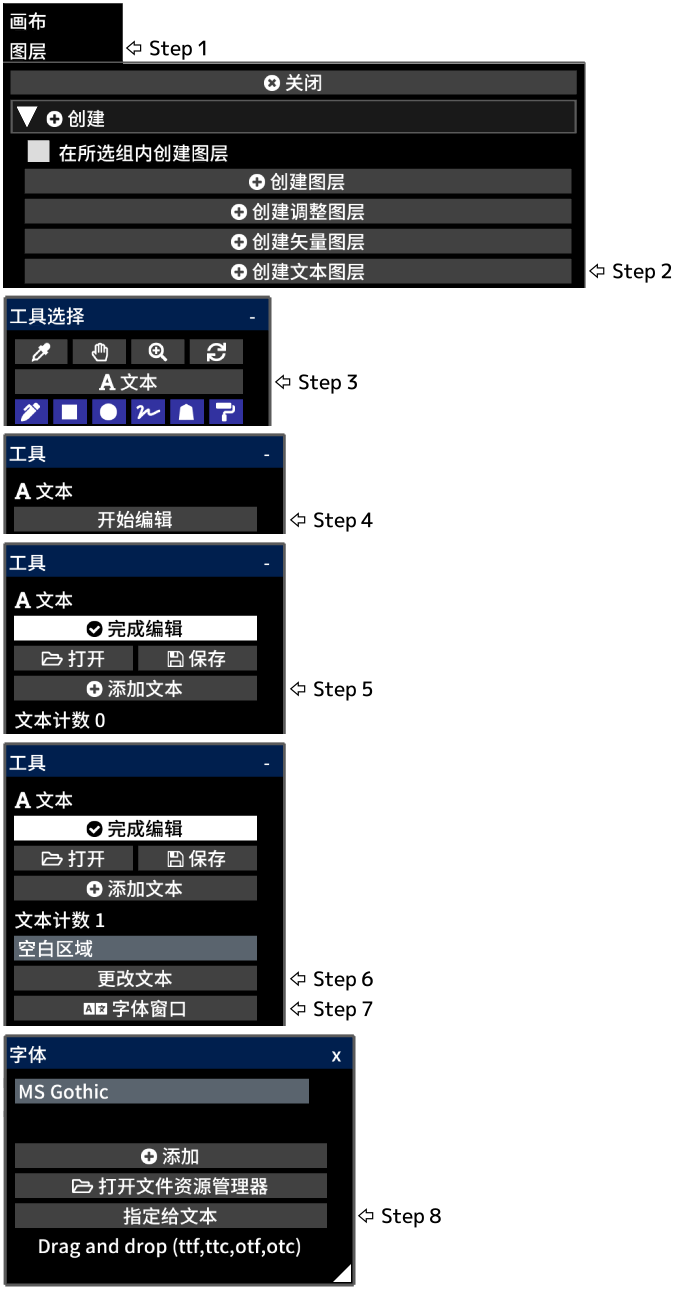 画布
图层 Step 1
关闭
创建
在所选组内创建图层
创建图层
创建调整图层
创建矢量图层
创建文本图层 Step 2
工具选择 -
A 文本 Step 3
工具 -
A 文本
开始编辑 Step 4
工具 -
A 文本
完成编辑
打开 保存
添加文本 Step 5
文本计数 0
工具 -
A 文本
完成编辑
打开 保存
添加文本
文本计数 1
空白区域
更改文本 Step 6
字体窗口 Step 7
字体 x
MS Gothic
添加
打开文件资源管理器
指定给文本 Step 8
Drag and drop (ttf,ttc,otf,otc)